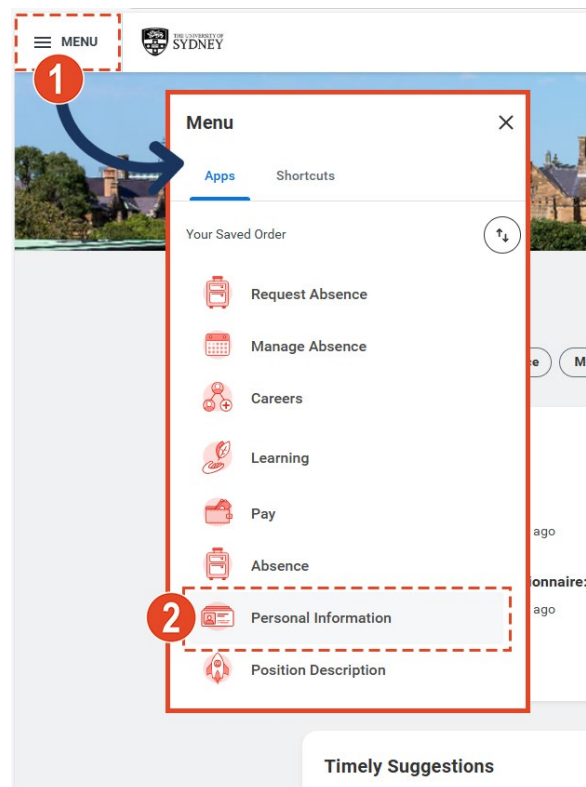 MENU
THE UNIVERSITY OF
SYDNEY
1
Menu
Apps
Shortcuts
Your Saved Order
Request Absence
Manage Absence
Careers
Learning
Pay
ago
Absence
onnaire:
2
Personal Information
ago
Position Description
Timely Suggestions